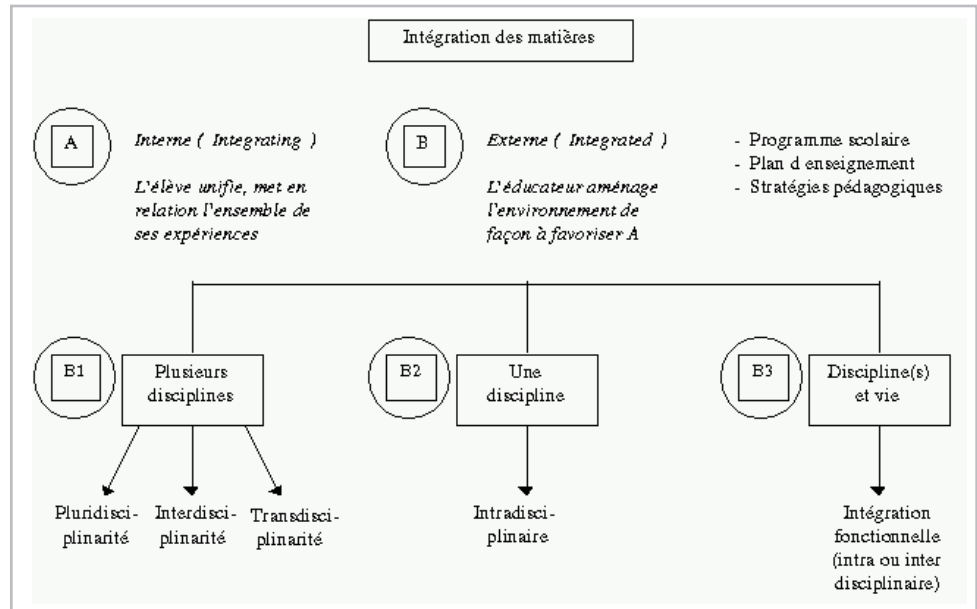 Intégration des matières
A
Interne ( Integrating )
L'élève unifie, met en
relation l'ensemble de
ses expériences
B
Externe ( Integrated )
L'éducateur aménage
l'environnement de
façon à favoriser A
- Programme scolaire
- Plan d enseignement
- Stratégies pédagogiques
B1
Plusieurs
disciplines
B2
Une
discipline
B3
Discipline(s)
et vie
Pluridisci-
plinarité
Interdisci-
plinarité
Transdisci-
plinarité
Intradisci-
plinaire
Intégration
fonctionnelle
(intra ou inter
disciplinaire)